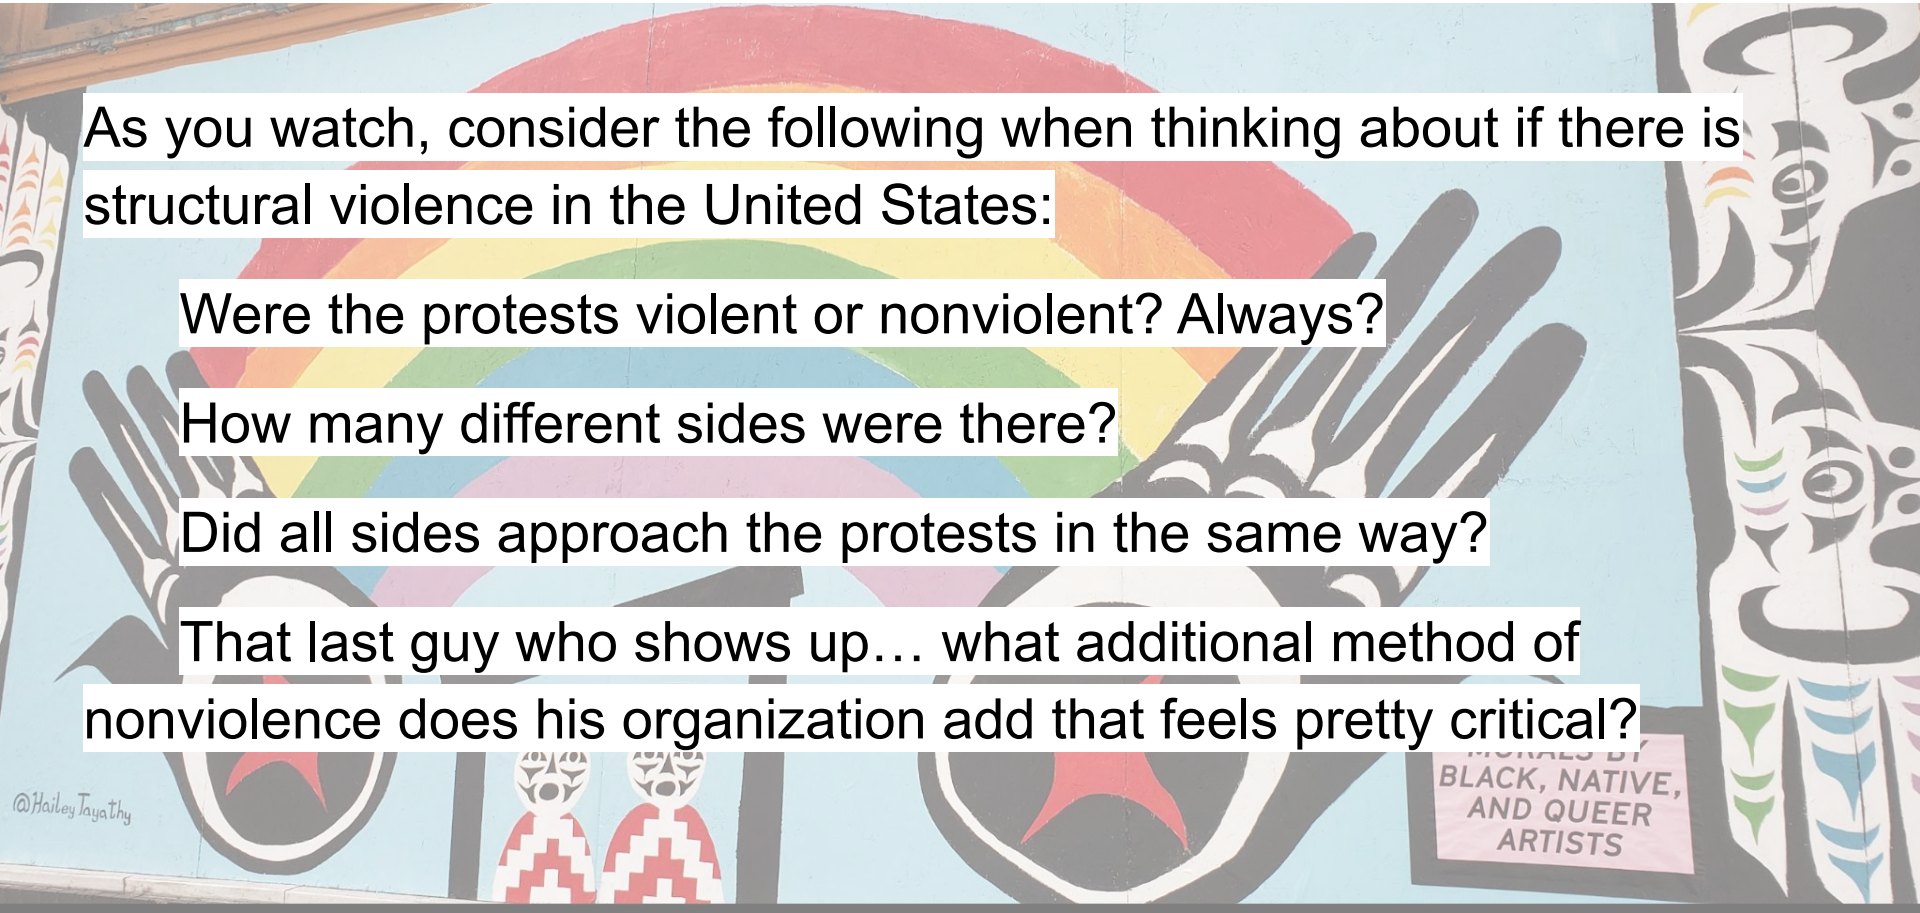 As you watch, consider the following when thinking about if there is
structural violence in the United States:
Were the protests violent or nonviolent? Always?
How many different sides were there?
Did all sides approach the protests in the same way?
That last guy who shows up… what additional method of
nonviolence does his organization add that feels pretty critical?
BY
BLACK, NATIVE,
AND QUEER
ARTISTS
@HaileyTayathy